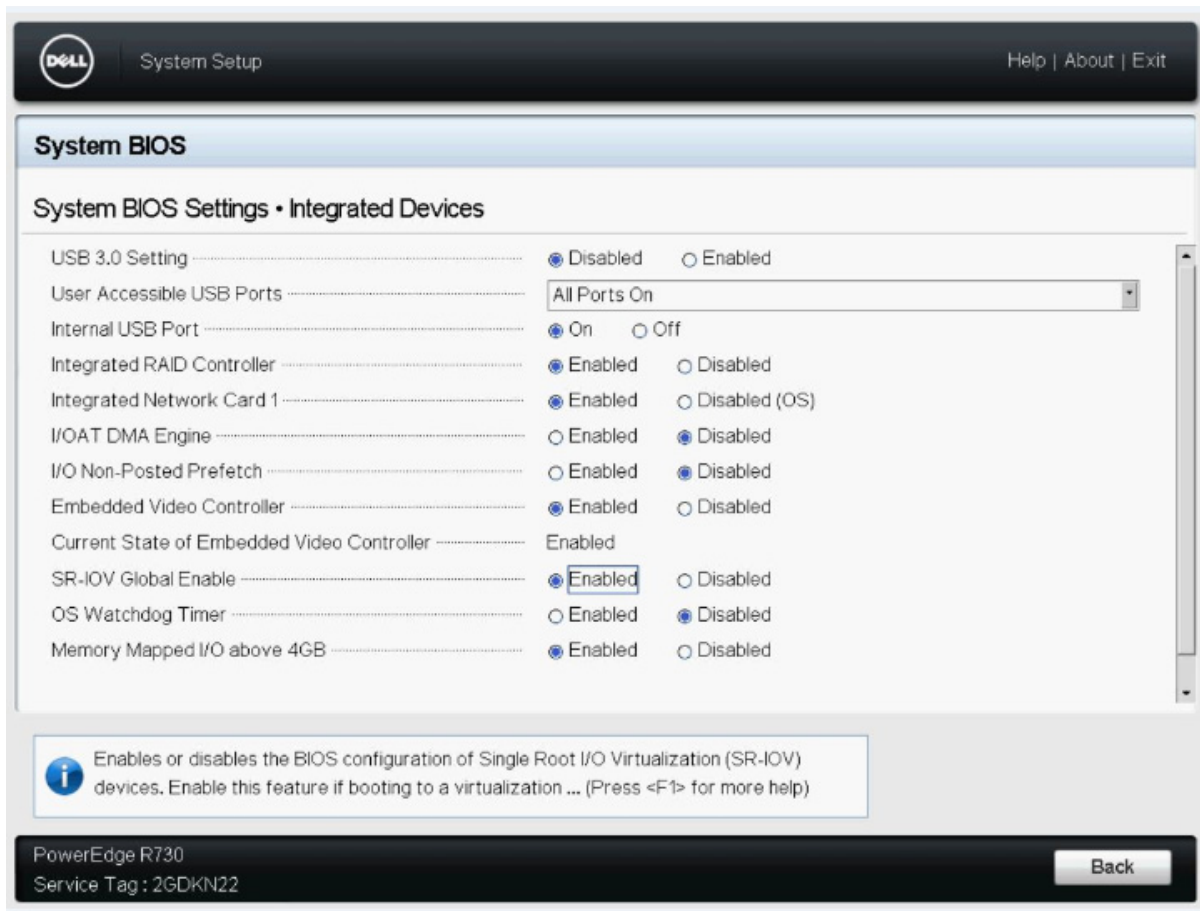 DELL System Setup Help | About | Exit
System BIOS
System BIOS Settings • Integrated Devices
USB 3.0 Setting Disabled Enabled
User Accessible USB Ports All Ports On
Internal USB Port On Off
Integrated RAID Controller Enabled Disabled
Integrated Network Card 1 Enabled Disabled (OS)
I/OAT DMA Engine Enabled Disabled
I/O Non-Posted Prefetch Enabled Disabled
Embedded Video Controller Enabled Disabled
Current State of Embedded Video Controller Enabled
SR-IOV Global Enable Enabled Disabled
OS Watchdog Timer Enabled Disabled
Memory Mapped I/O above 4GB Enabled Disabled
Enables or disables the BIOS configuration of Single Root I/O Virtualization (SR-IOV)
devices. Enable this feature if booting to a virtualization ... (Press <F1> for more help)
PowerEdge R730
Service Tag : 2GDKN22
Back